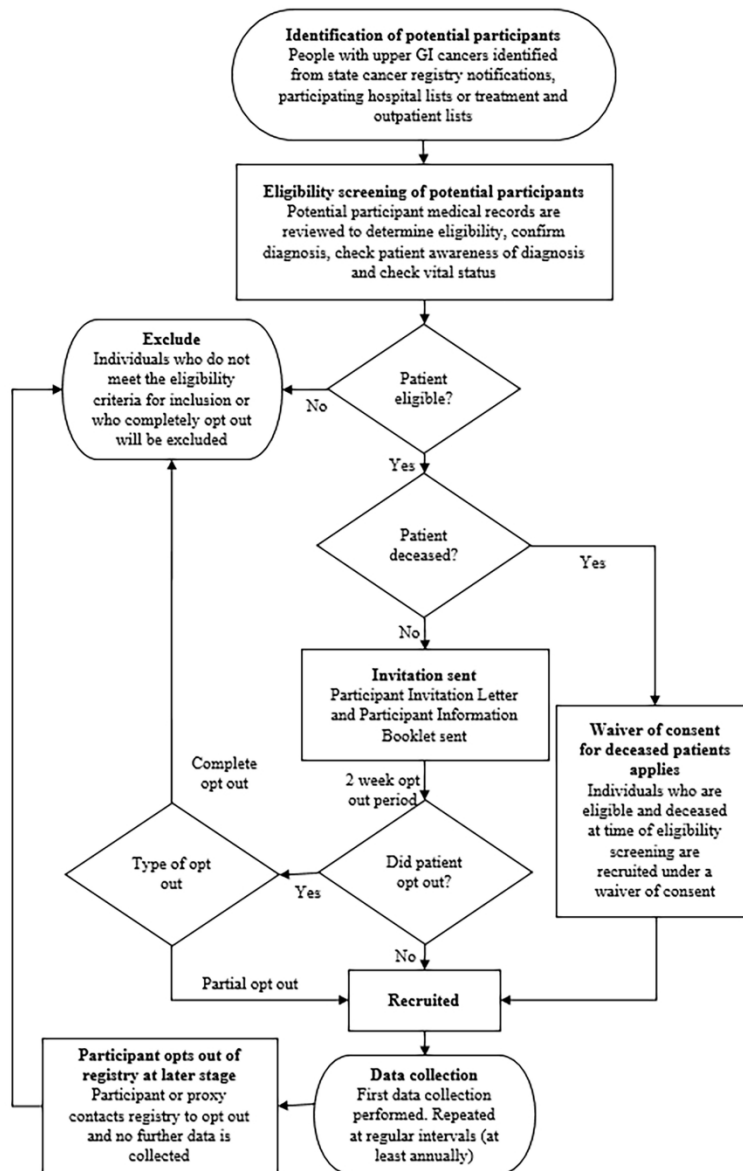 Identification of potential participants
People with upper GI cancers identified
from state cancer registry notifications,
participating hospital lists or treatment and
outpatient lists
Eligibility screening of potential participants
Potential participant medical records are
reviewed to determine eligibility, confirm
diagnosis, check patient awareness of diagnosis
and check vital status
Exclude
Individuals who do not
meet the eligibility
criteria for inclusion or
who completely opt out
will be excluded
No
Patient
eligible?
Yes
Patient
deceased?
Yes
No
Invitation sent
Participant Invitation Letter
and Participant Information
Booklet sent
Waiver of consent
for deceased patients
applies
Individuals who are
eligible and deceased
at time of eligibility
screening are
recruited under a
waiver of consent
Complete
opt out
2 week opt
out period
Type of opt
out
Yes
Did patient
opt out?
No
Partial opt out
Recruited
Participant opts out of
registry at later stage
Participant or proxy
contacts registry to opt out
and no further data is
collected
Data collection
First data collection
performed. Repeated
at regular intervals (at
least annually)